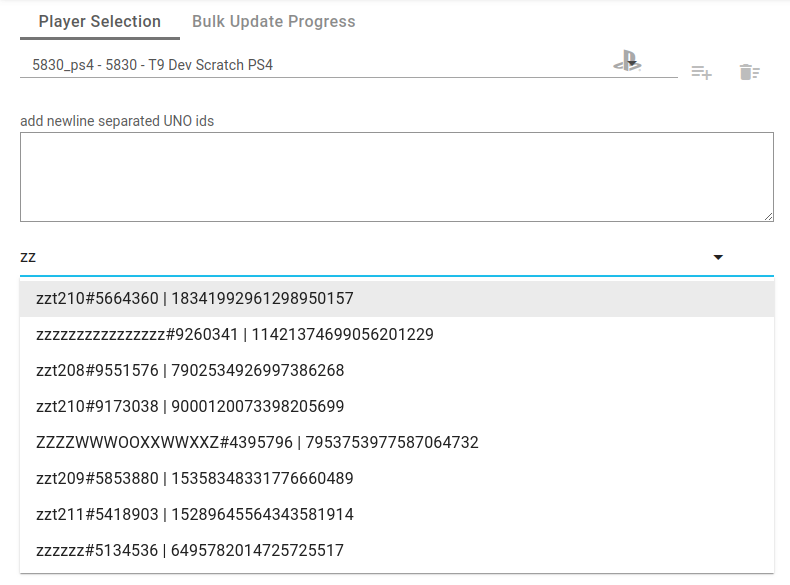 Player Selection Bulk Update Progress
5830_ps4 - 5830 - T9 Dev Scratch PS4
add newline separated UNO ids
zz
zzt210#5664360 | 18341992961298950157
zzzzzzzzzzzzzzzz#9260341 | 11421374699056201229
zzt208#9551576 | 7902534926997386268
zzt210#9173038 | 9000120073398205699
ZZZZWWWOOXXWWXXZ#4395796 | 7953753977587064732
zzt209#5853880 | 15358348331776660489
zzt211#5418903 | 15289645564343581914
zzzzzz#5134536 | 6495782014725725517